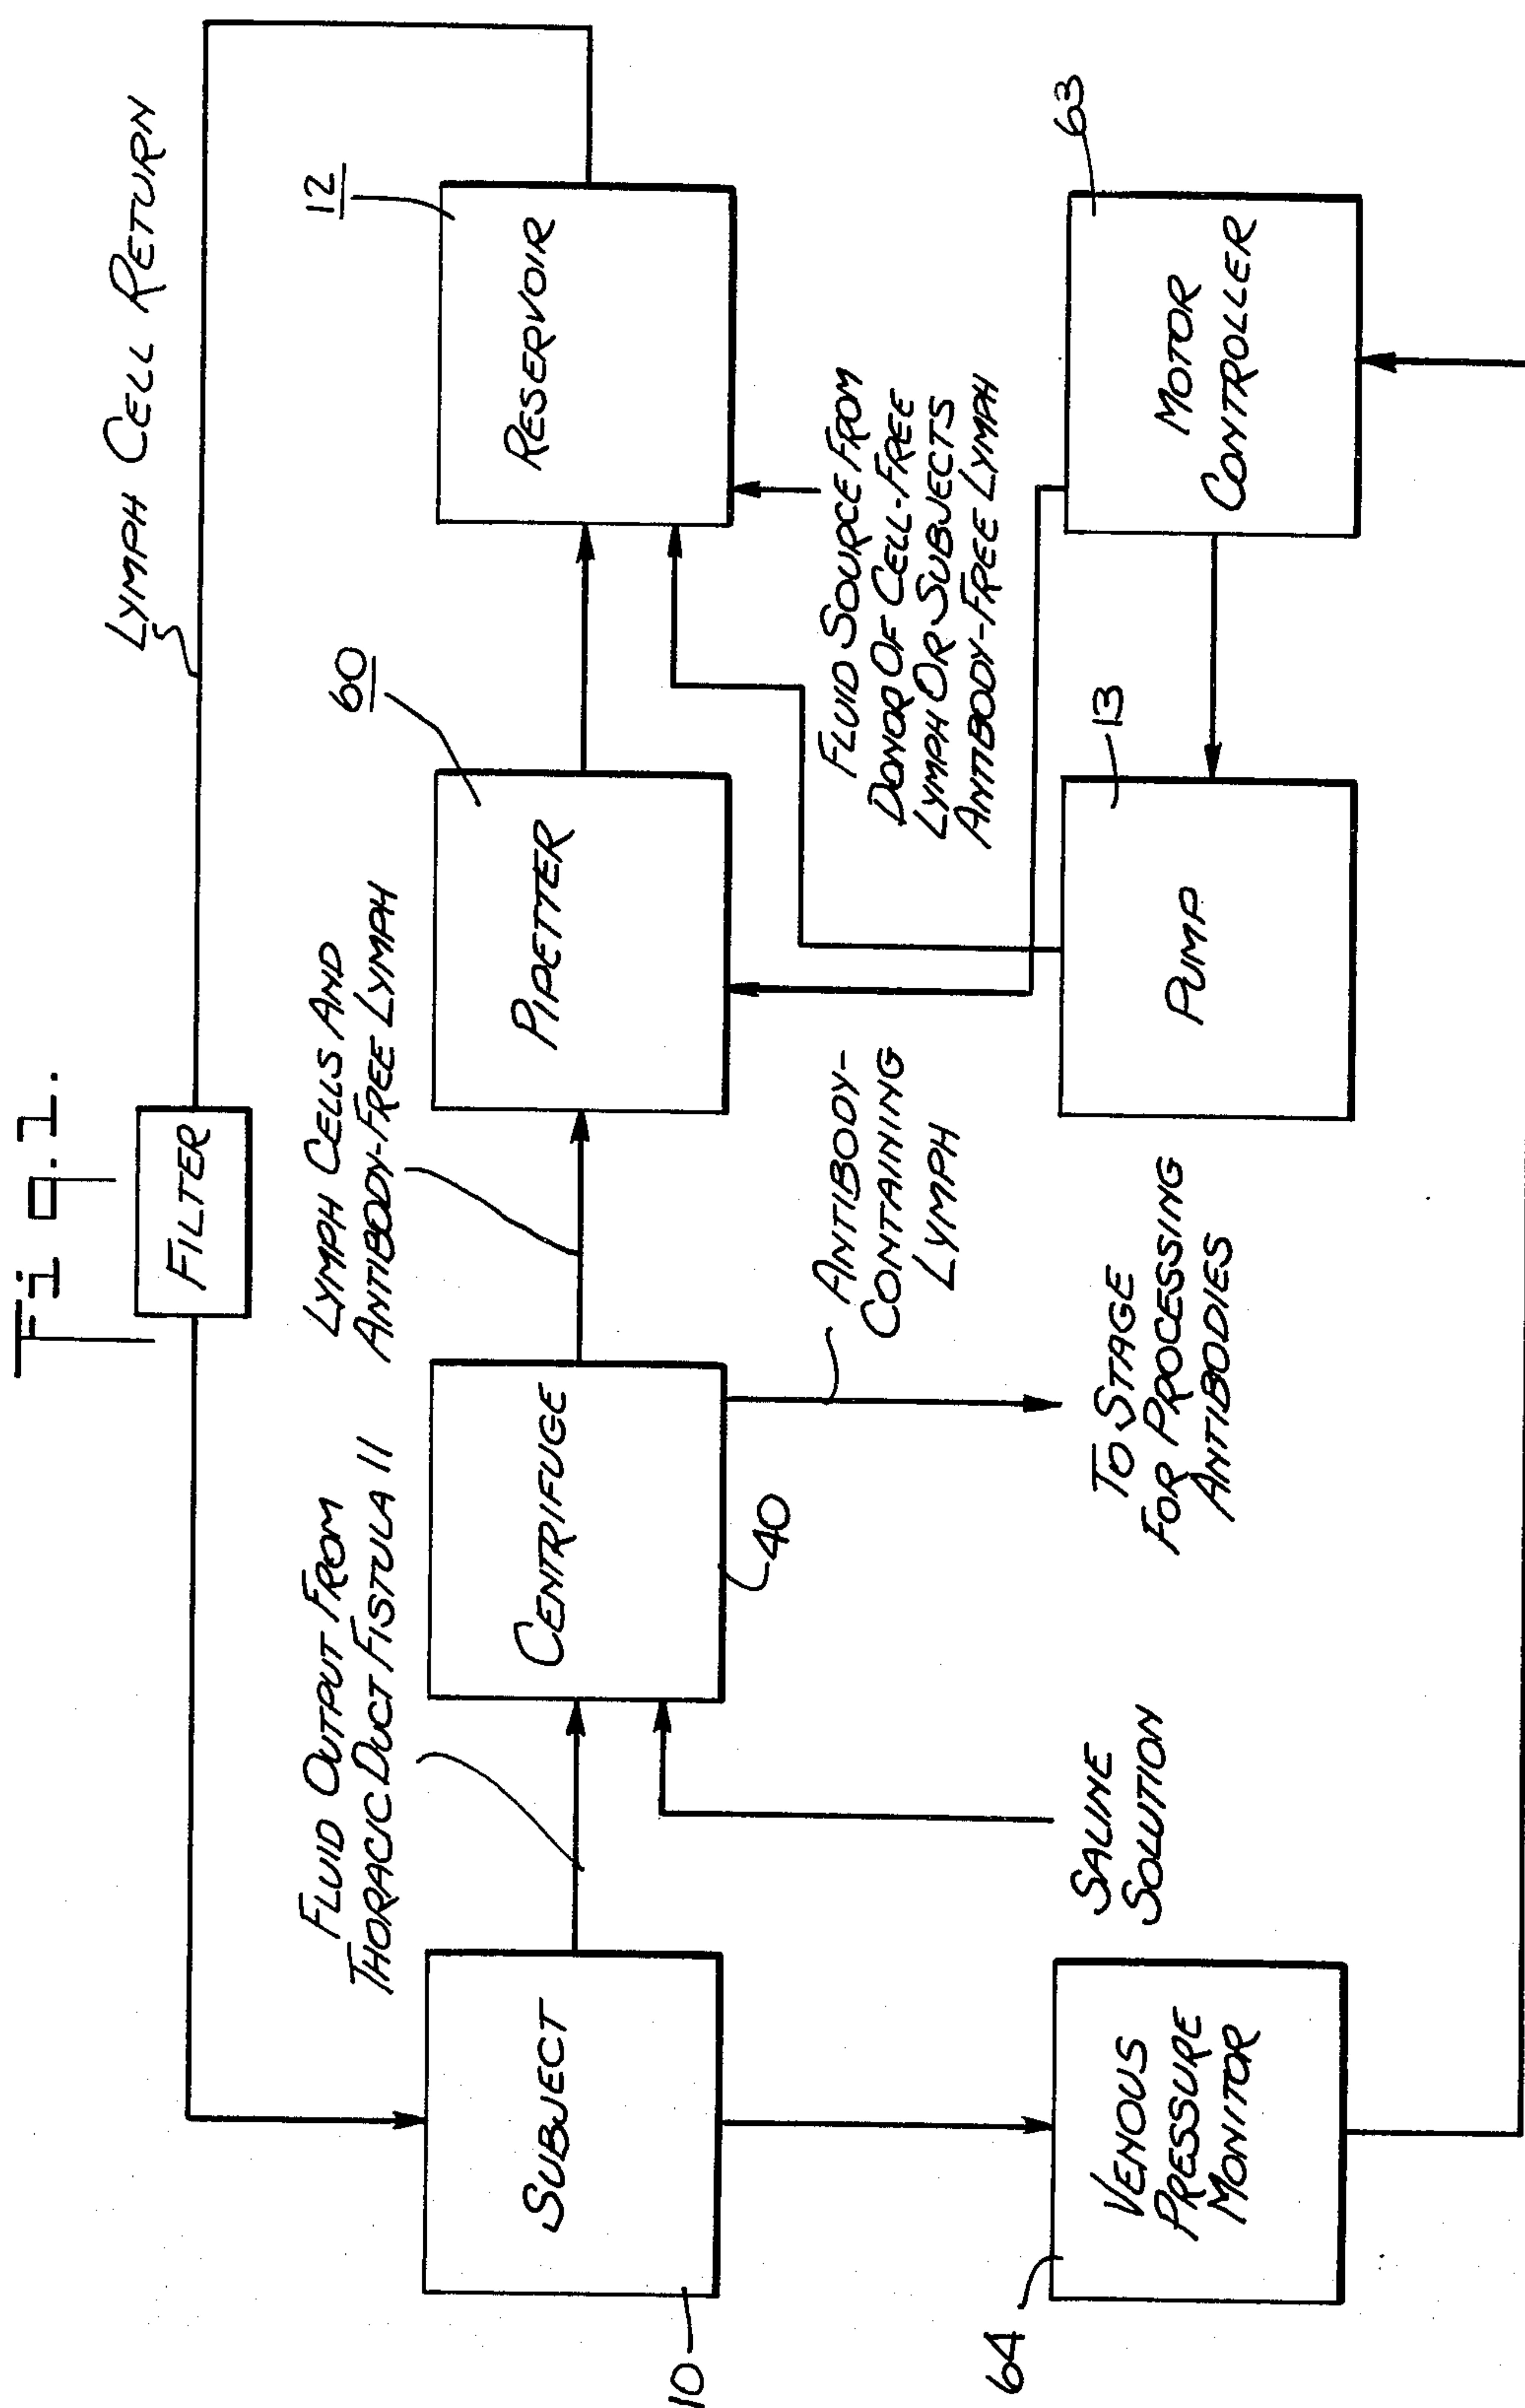 Fig.1.
FILTER
LYMPH CELL RETURN
FLUID OUTPUT FROM
THORACIC DUCT FISTULA 11
LYMPH CELLS AND
ANTIBODY-FREE LYMPH
60
12
SUBJECT
10
CENTRIFUGE
40
PIPETTER
RESERVOIR
SALINE
SOLUTION
ANTIBODY-
CONTAINING
LYMPH
TO STAGE
FOR PROCESSING
ANTIBODIES
FLUID SOURCE FROM
DONOR OF CELL-FREE
LYMPH OR SUBJECTS
ANTIBODY-FREE LYMPH
64
VENOUS
PRESSURE
MONITOR
13
PUMP
63
MOTOR
CONTROLLER